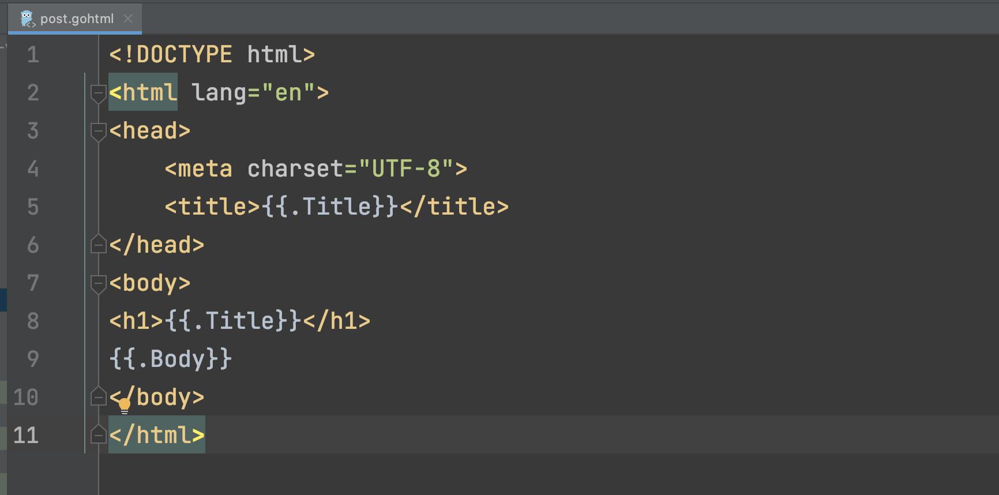 post.gohtml
1 <!DOCTYPE html>
2 <html lang="en">
3 <head>
4     <meta charset="UTF-8">
5     <title>{{.Title}}</title>
6 </head>
7 <body>
8 <h1>{{.Title}}</h1>
9 {{.Body}}
10 </body>
11 </html>